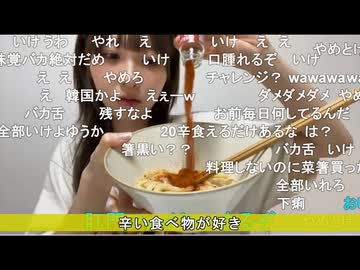 いけうわ　やれ　え　いけ　え　え
やめとけ
味覚バカ絶対だめ　いけ　口腫れるぞ　いけ
え　え　やめろ　チャレンジ？　wawawawa
え　韓国かよ　えぇーw　ダメダメダメ　やめ
バカ舌　残すなよ　お前毎日何してるんだ
全部いけよゆうか　20辛食えるだけあるな　は？
箸黒い？？　バカ舌　いけ
料理しないのに菜箸買った
全部いれろ
下痢　お
辛い食べ物が好き